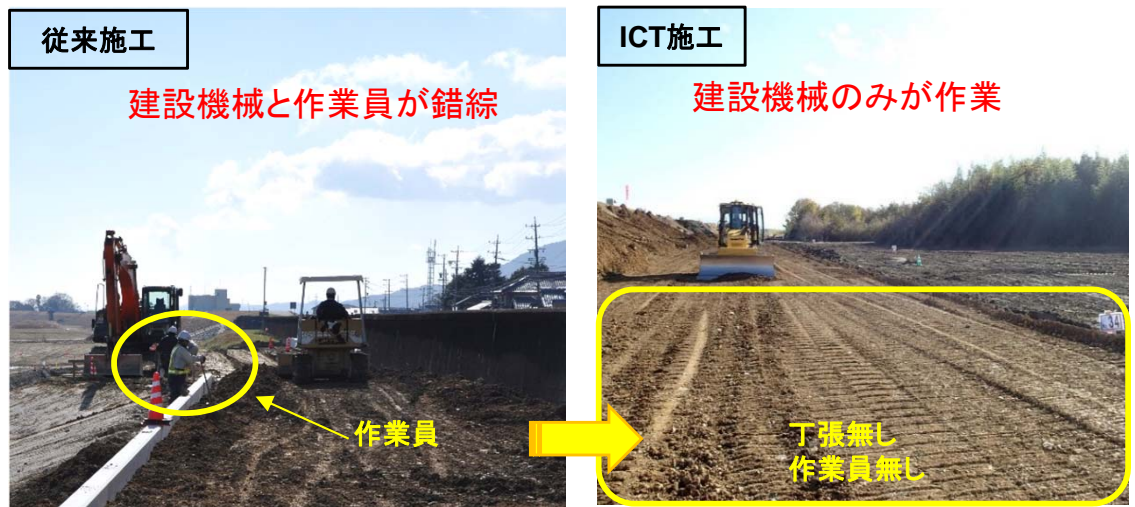 従来施工
建設機械と作業員が錯綜
作業員
ICT施工
建設機械のみが作業
34
丁張無し
作業員無し